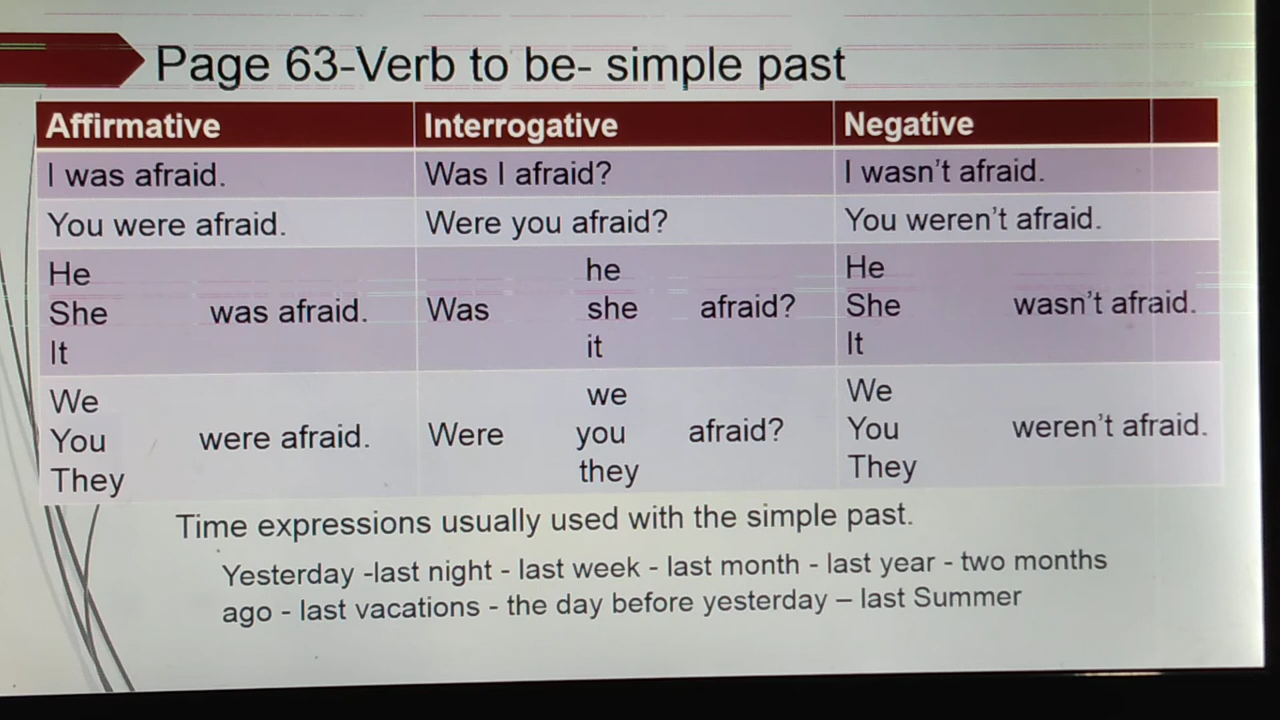 Page 63-Verb to be- simple past
Affirmative Interrogative Negative
I was afraid. Was I afraid? I wasn't afraid.
You were afraid. Were you afraid? You weren't afraid.
He he He
She was afraid. Was she afraid? She wasn't afraid.
It it It
We we We
You were afraid. Were you afraid? You weren't afraid.
They they They
Time expressions usually used with the simple past.
Yesterday -last night - last week - last month - last year - two months
ago - last vacations - the day before yesterday – last Summer